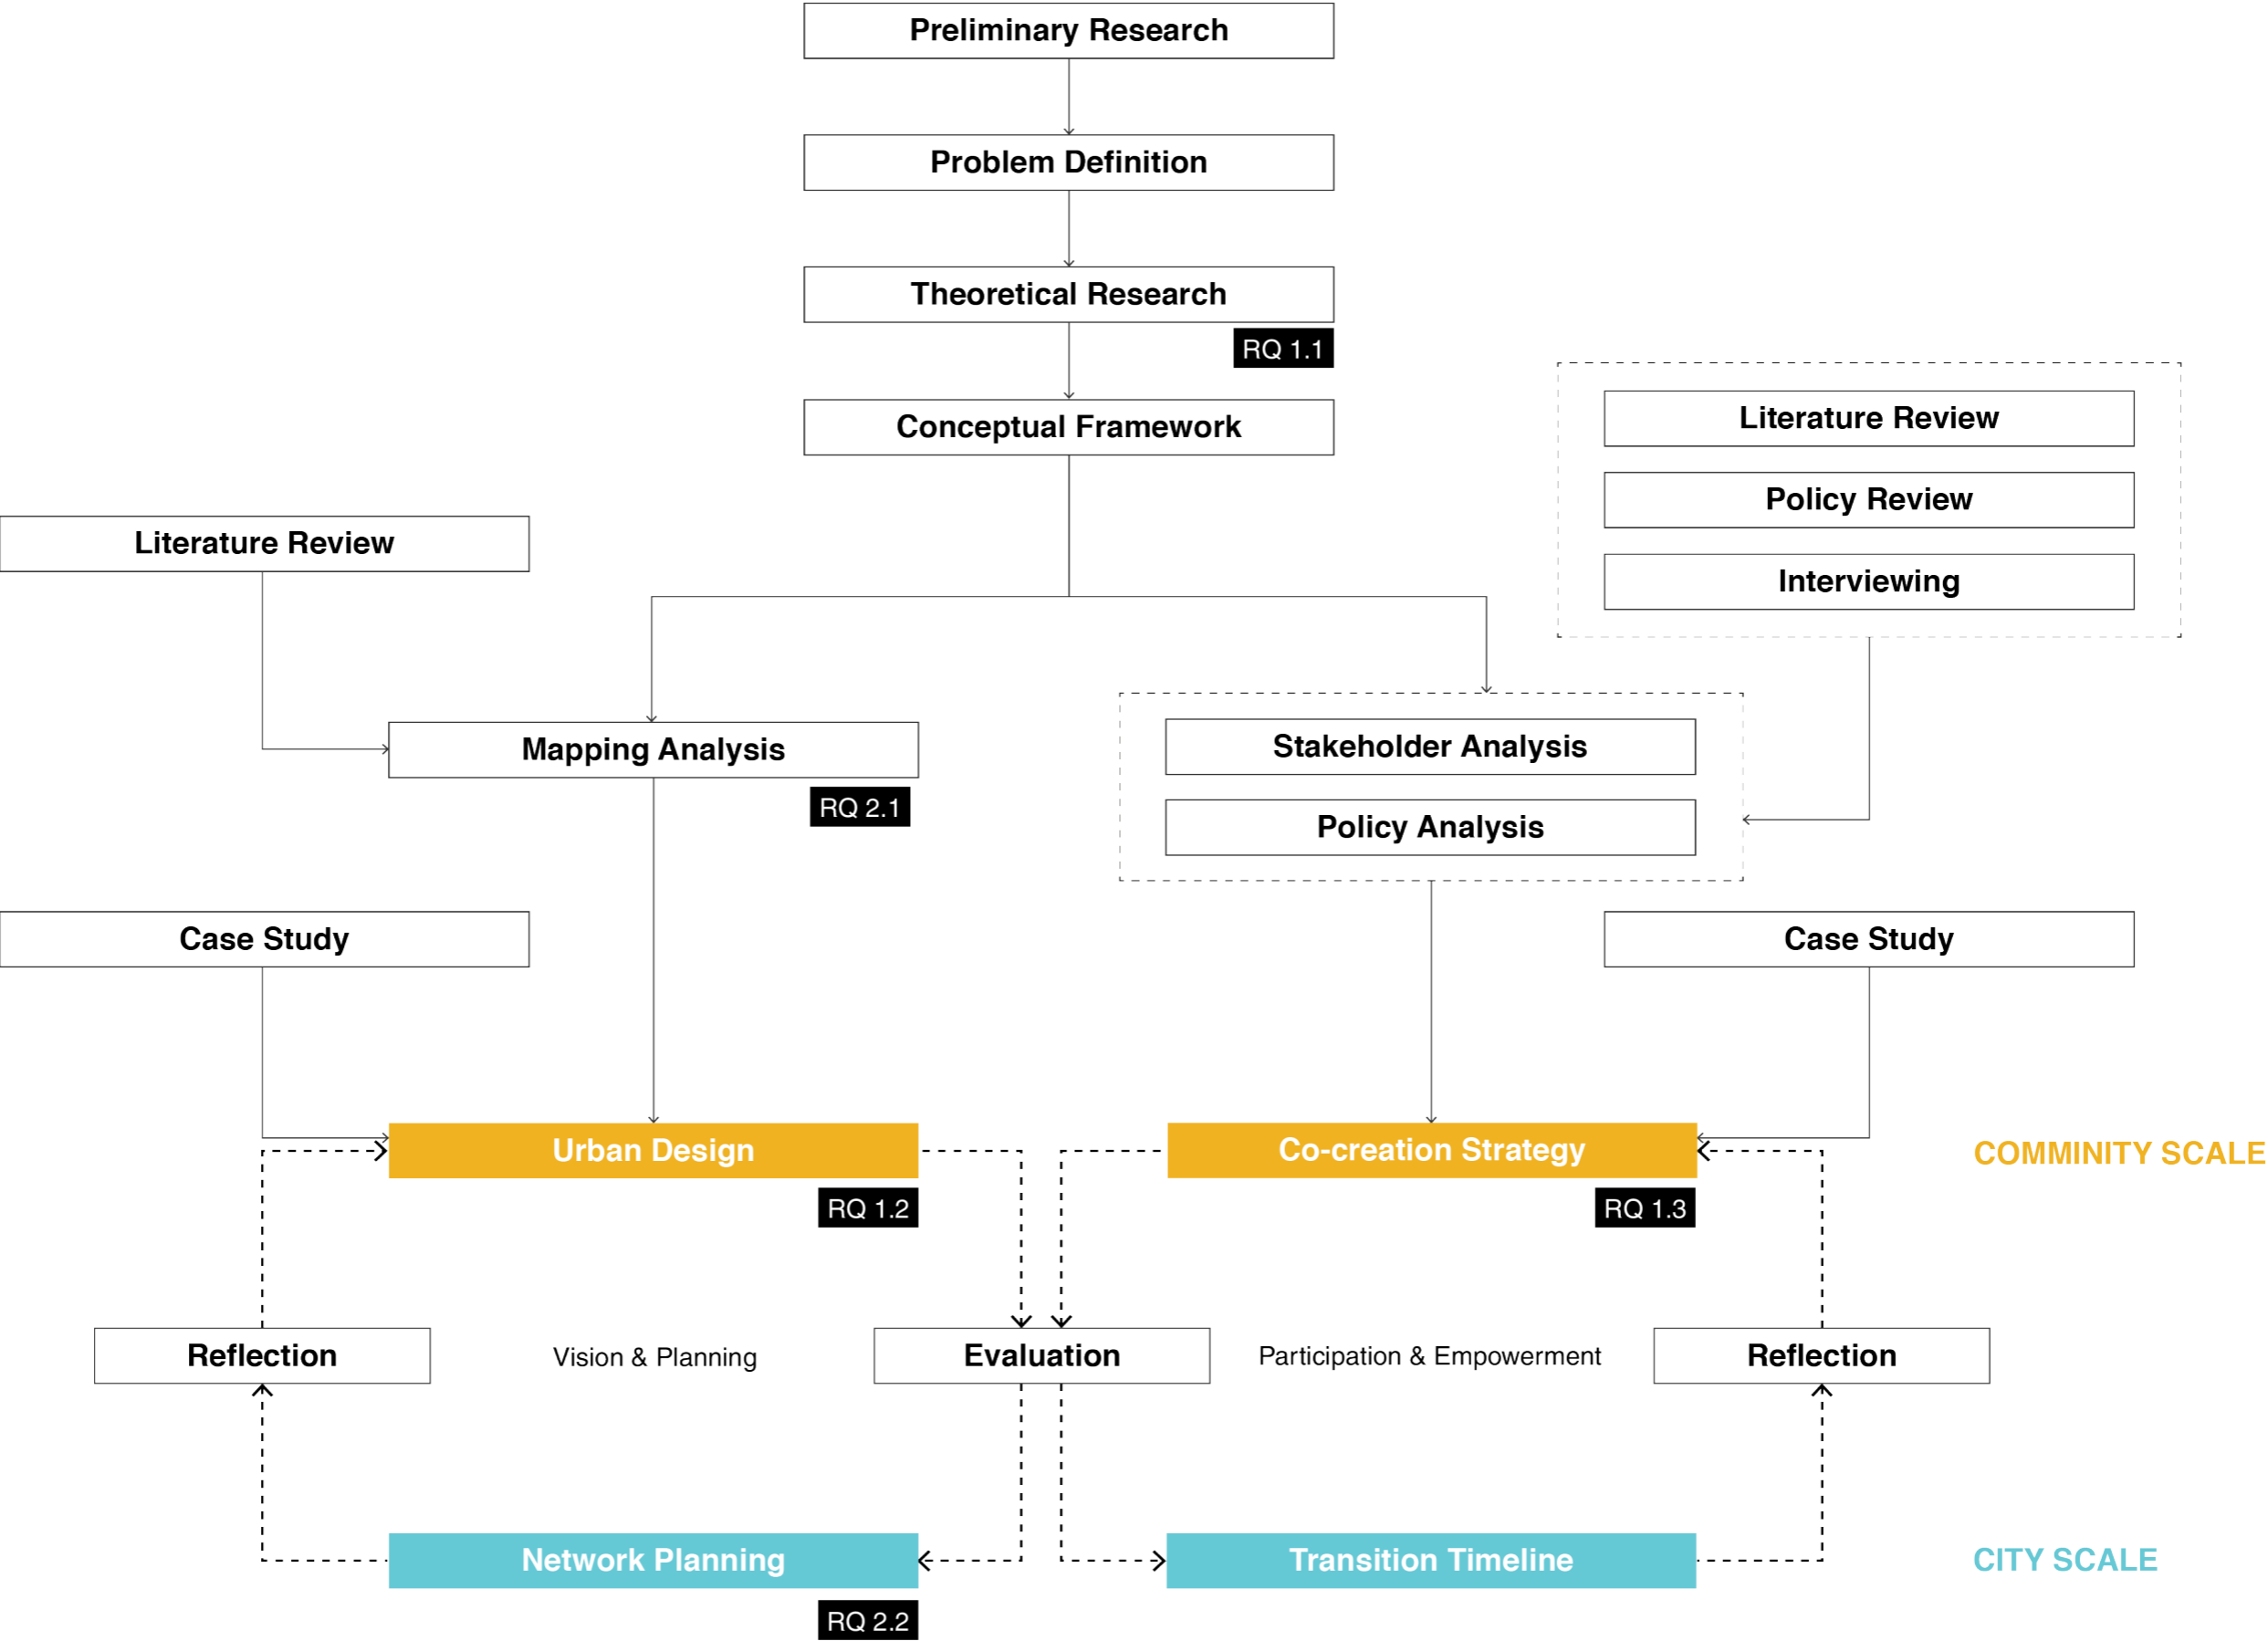 Preliminary Research
Problem Definition
Theoretical Research
RQ 1.1
Conceptual Framework
Literature Review
Policy Review
Interviewing
Literature Review
Mapping Analysis
RQ 2.1
Stakeholder Analysis
Policy Analysis
Case Study
Case Study
Urban Design
Co-creation Strategy
COMMINITY SCALE
RQ 1.2
RQ 1.3
Reflection
Vision & Planning
Evaluation
Participation & Empowerment
Reflection
Network Planning
Transition Timeline
CITY SCALE
RQ 2.2